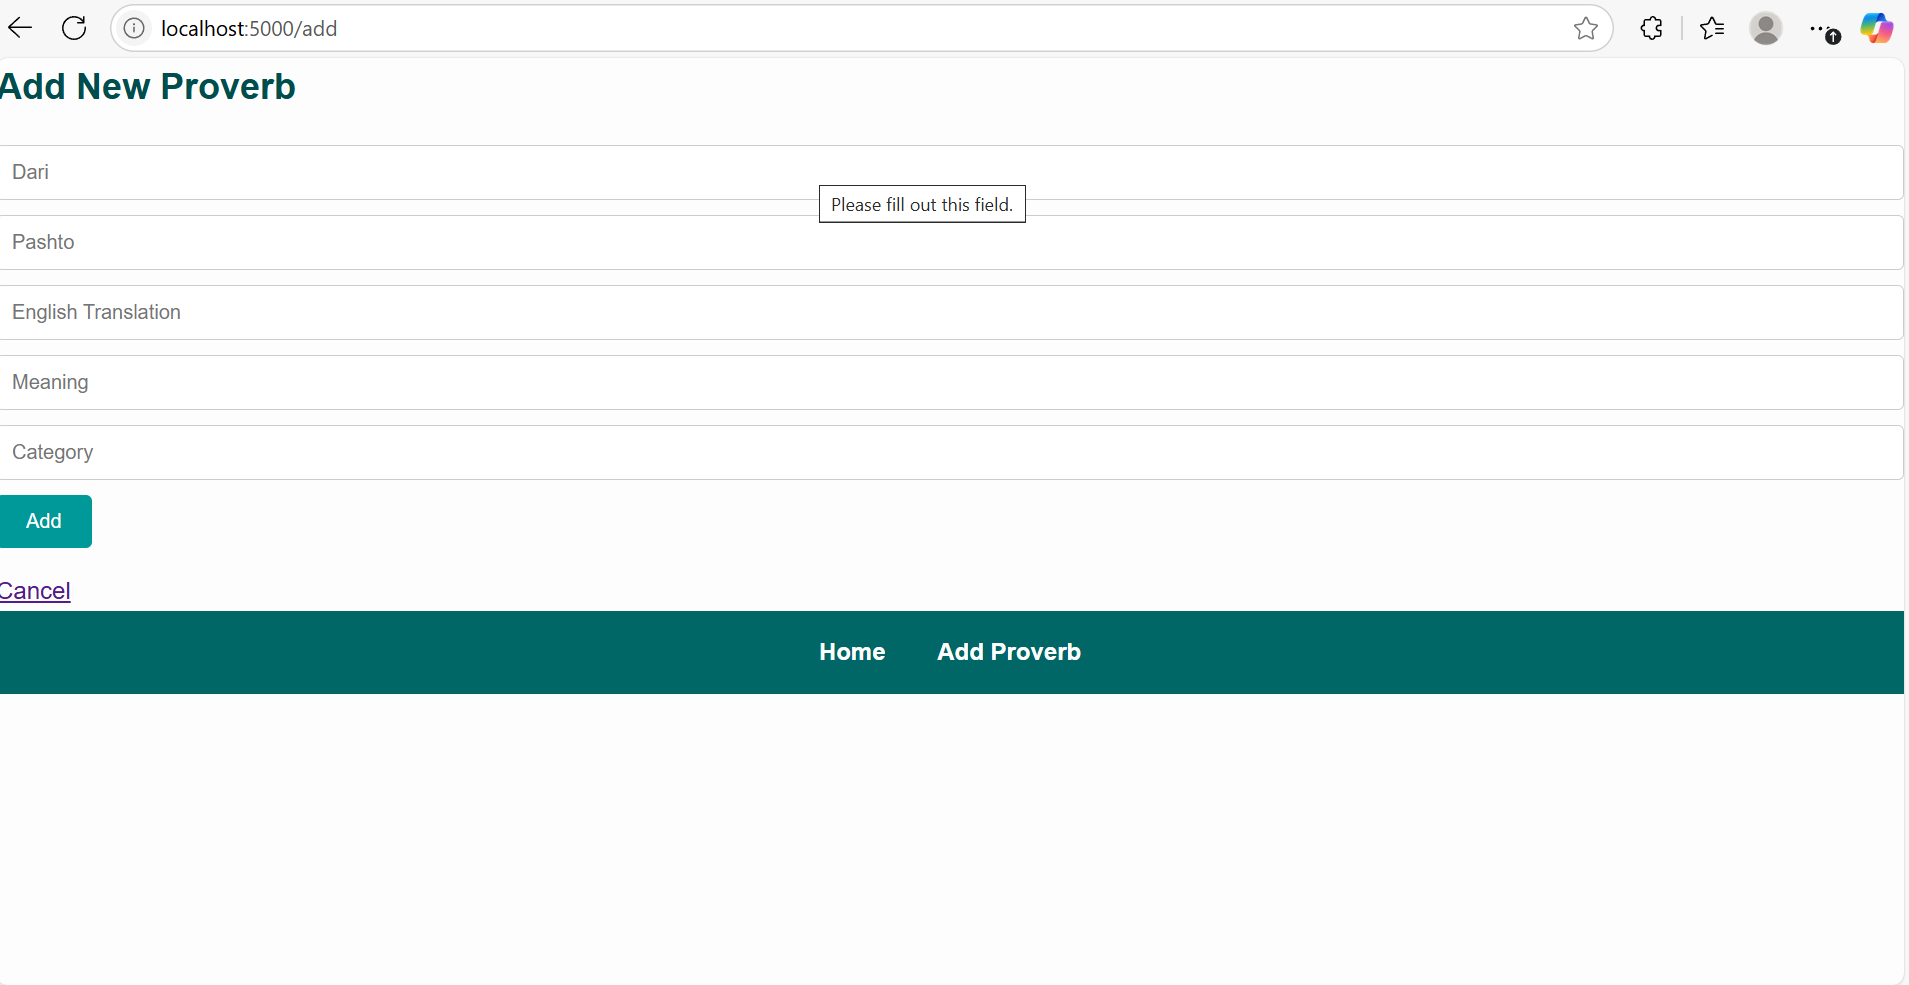 localhost:5000/add
Add New Proverb
Dari
Please fill out this field.
Pashto
English Translation
Meaning
Category
Add
Cancel
Home Add Proverb